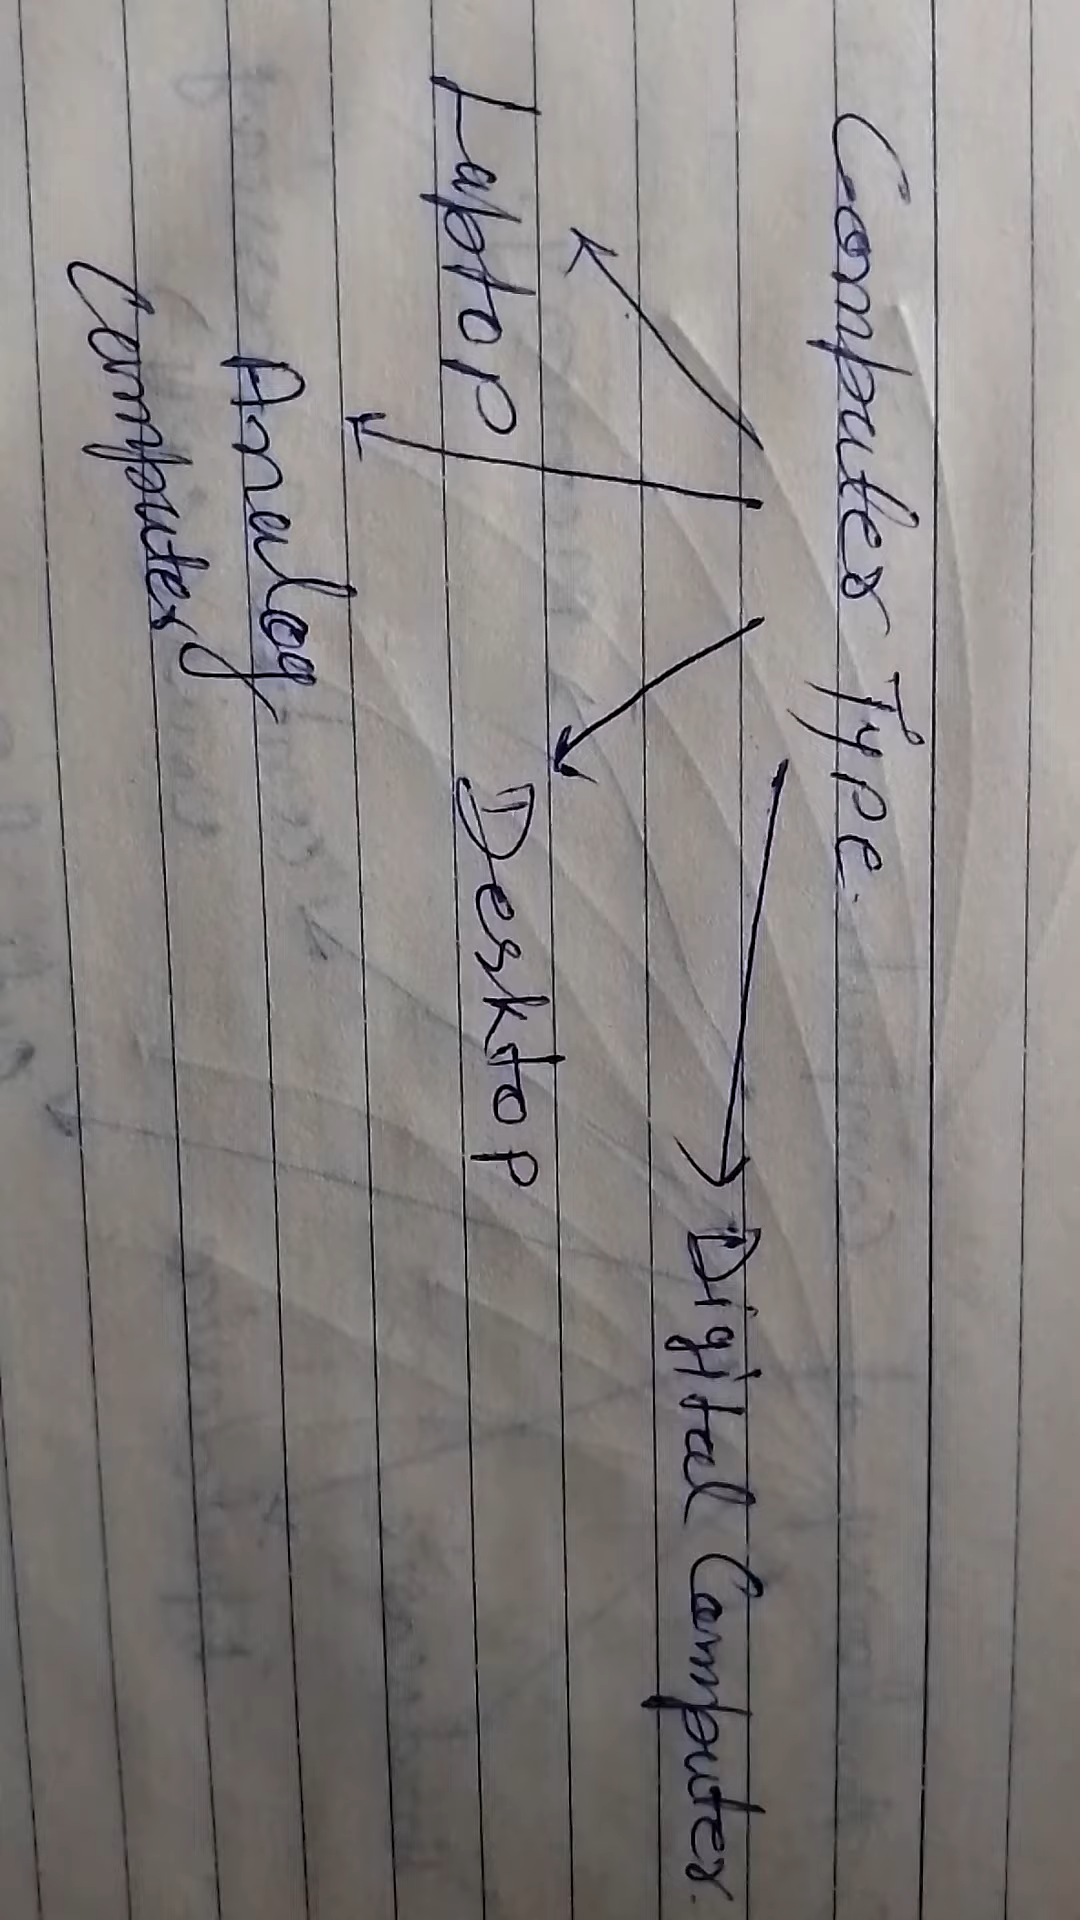 Computer Type.
Digital Computer.
Laptop
Desktop
Analog
Computer